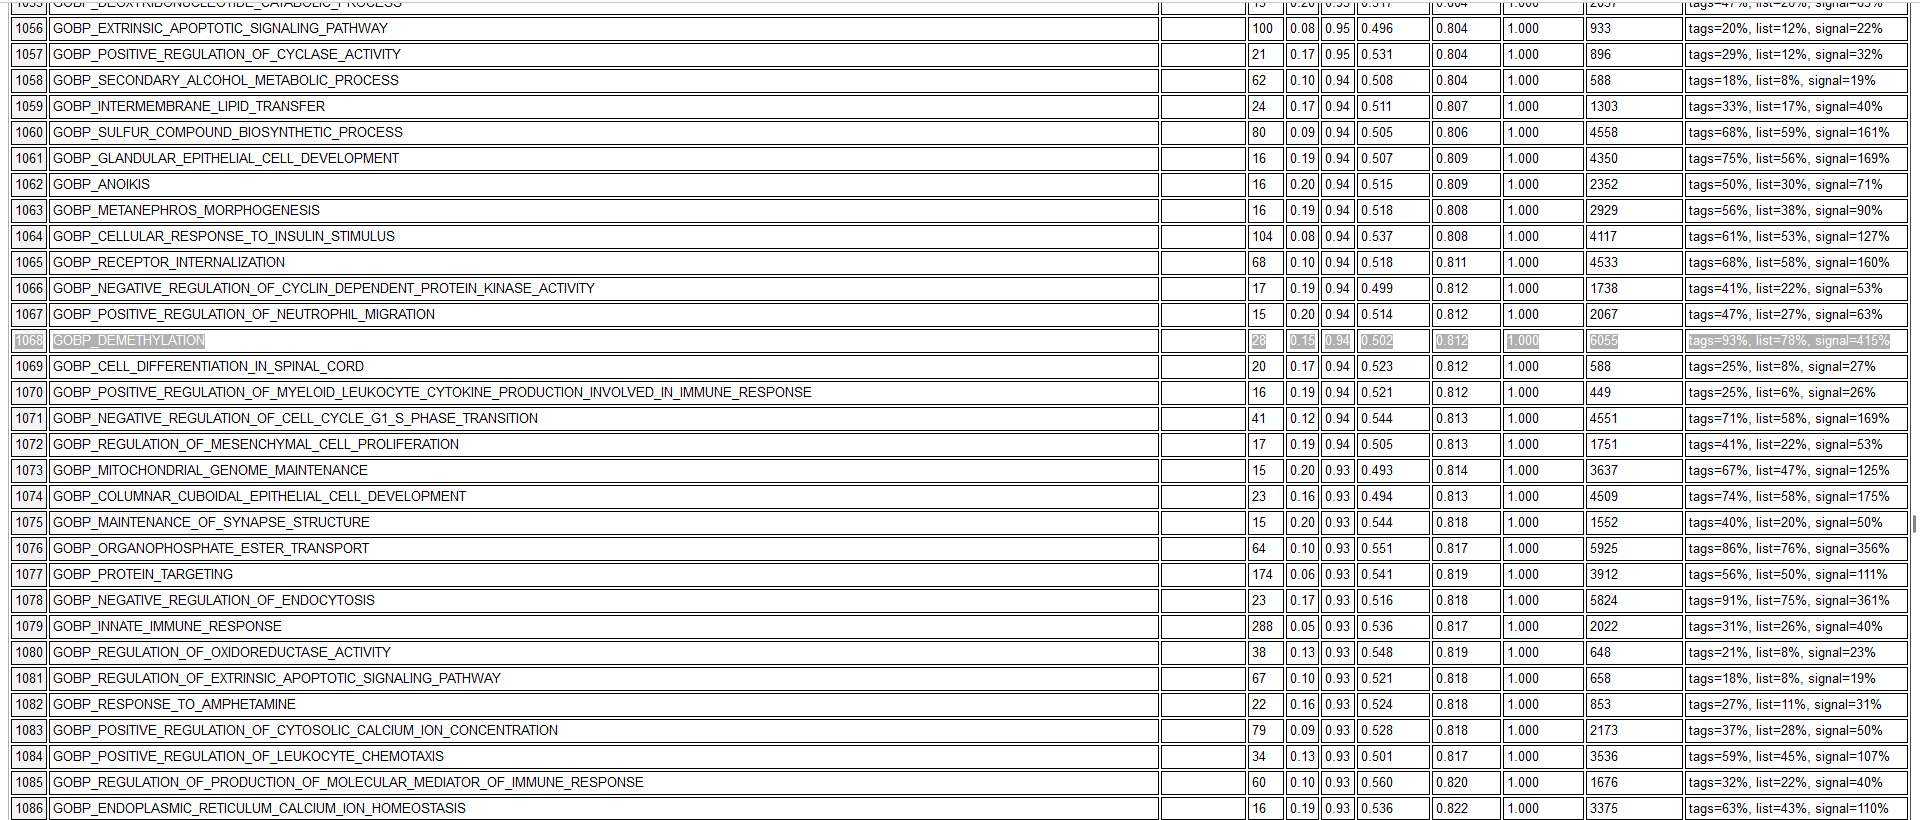 1055 GOBP_DEOXYRIBONUCLEOTIDE_CATABOLIC_PROCESS 15 0.20 0.95 0.517 0.804 1.000 2057 tags=47%, list=26%, signal=63%
1056 GOBP_EXTRINSIC_APOPTOTIC_SIGNALING_PATHWAY 100 0.08 0.95 0.496 0.804 1.000 933 tags=20%, list=12%, signal=22%
1057 GOBP_POSITIVE_REGULATION_OF_CYCLASE_ACTIVITY 21 0.17 0.95 0.531 0.804 1.000 896 tags=29%, list=12%, signal=32%
1058 GOBP_SECONDARY_ALCOHOL_METABOLIC_PROCESS 62 0.10 0.94 0.508 0.804 1.000 588 tags=18%, list=8%, signal=19%
1059 GOBP_INTERMEMBRANE_LIPID_TRANSFER 24 0.17 0.94 0.511 0.807 1.000 1303 tags=33%, list=17%, signal=40%
1060 GOBP_SULFUR_COMPOUND_BIOSYNTHETIC_PROCESS 80 0.09 0.94 0.505 0.806 1.000 4558 tags=68%, list=59%, signal=161%
1061 GOBP_GLANDULAR_EPITHELIAL_CELL_DEVELOPMENT 16 0.19 0.94 0.507 0.809 1.000 4350 tags=75%, list=56%, signal=169%
1062 GOBP_ANOIKIS 16 0.20 0.94 0.515 0.809 1.000 2352 tags=50%, list=30%, signal=71%
1063 GOBP_METANEPHROS_MORPHOGENESIS 16 0.19 0.94 0.518 0.808 1.000 2929 tags=56%, list=38%, signal=90%
1064 GOBP_CELLULAR_RESPONSE_TO_INSULIN_STIMULUS 104 0.08 0.94 0.537 0.808 1.000 4117 tags=61%, list=53%, signal=127%
1065 GOBP_RECEPTOR_INTERNALIZATION 68 0.10 0.94 0.518 0.811 1.000 4533 tags=68%, list=58%, signal=160%
1066 GOBP_NEGATIVE_REGULATION_OF_CYCLIN_DEPENDENT_PROTEIN_KINASE_ACTIVITY 17 0.19 0.94 0.499 0.812 1.000 1738 tags=41%, list=22%, signal=53%
1067 GOBP_POSITIVE_REGULATION_OF_NEUTROPHIL_MIGRATION 15 0.20 0.94 0.514 0.812 1.000 2067 tags=47%, list=27%, signal=63%
1068 GOBP_DEMETHYLATION 28 0.15 0.94 0.502 0.812 1.000 6055 tags=93%, list=78%, signal=415%
1069 GOBP_CELL_DIFFERENTIATION_IN_SPINAL_CORD 20 0.17 0.94 0.523 0.812 1.000 588 tags=25%, list=8%, signal=27%
1070 GOBP_POSITIVE_REGULATION_OF_MYELOID_LEUKOCYTE_CYTOKINE_PRODUCTION_INVOLVED_IN_IMMUNE_RESPONSE 16 0.19 0.94 0.521 0.812 1.000 449 tags=25%, list=6%, signal=26%
1071 GOBP_NEGATIVE_REGULATION_OF_CELL_CYCLE_G1_S_PHASE_TRANSITION 41 0.12 0.94 0.544 0.813 1.000 4551 tags=71%, list=58%, signal=169%
1072 GOBP_REGULATION_OF_MESENCHYMAL_CELL_PROLIFERATION 17 0.19 0.94 0.505 0.813 1.000 1751 tags=41%, list=22%, signal=53%
1073 GOBP_MITOCHONDRIAL_GENOME_MAINTENANCE 15 0.20 0.93 0.493 0.814 1.000 3637 tags=67%, list=47%, signal=125%
1074 GOBP_COLUMNAR_CUBOIDAL_EPITHELIAL_CELL_DEVELOPMENT 23 0.16 0.93 0.494 0.813 1.000 4509 tags=74%, list=58%, signal=175%
1075 GOBP_MAINTENANCE_OF_SYNAPSE_STRUCTURE 15 0.20 0.93 0.544 0.818 1.000 1552 tags=40%, list=20%, signal=50%
1076 GOBP_ORGANOPHOSPHATE_ESTER_TRANSPORT 64 0.10 0.93 0.551 0.817 1.000 5925 tags=86%, list=76%, signal=356%
1077 GOBP_PROTEIN_TARGETING 174 0.06 0.93 0.541 0.819 1.000 3912 tags=56%, list=50%, signal=111%
1078 GOBP_NEGATIVE_REGULATION_OF_ENDOCYTOSIS 23 0.17 0.93 0.516 0.818 1.000 5824 tags=91%, list=75%, signal=361%
1079 GOBP_INNATE_IMMUNE_RESPONSE 288 0.05 0.93 0.536 0.817 1.000 2022 tags=31%, list=26%, signal=40%
1080 GOBP_REGULATION_OF_OXIDOREDUCTASE_ACTIVITY 38 0.13 0.93 0.548 0.819 1.000 648 tags=21%, list=8%, signal=23%
1081 GOBP_REGULATION_OF_EXTRINSIC_APOPTOTIC_SIGNALING_PATHWAY 67 0.10 0.93 0.521 0.818 1.000 658 tags=18%, list=8%, signal=19%
1082 GOBP_RESPONSE_TO_AMPHETAMINE 22 0.16 0.93 0.524 0.818 1.000 853 tags=27%, list=11%, signal=31%
1083 GOBP_POSITIVE_REGULATION_OF_CYTOSOLIC_CALCIUM_ION_CONCENTRATION 79 0.09 0.93 0.528 0.818 1.000 2173 tags=37%, list=28%, signal=50%
1084 GOBP_POSITIVE_REGULATION_OF_LEUKOCYTE_CHEMOTAXIS 34 0.13 0.93 0.501 0.817 1.000 3536 tags=59%, list=45%, signal=107%
1085 GOBP_REGULATION_OF_PRODUCTION_OF_MOLECULAR_MEDIATOR_OF_IMMUNE_RESPONSE 60 0.10 0.93 0.560 0.820 1.000 1676 tags=32%, list=22%, signal=40%
1086 GOBP_ENDOPLASMIC_RETICULUM_CALCIUM_ION_HOMEOSTASIS 16 0.19 0.93 0.536 0.822 1.000 3375 tags=63%, list=43%, signal=110%